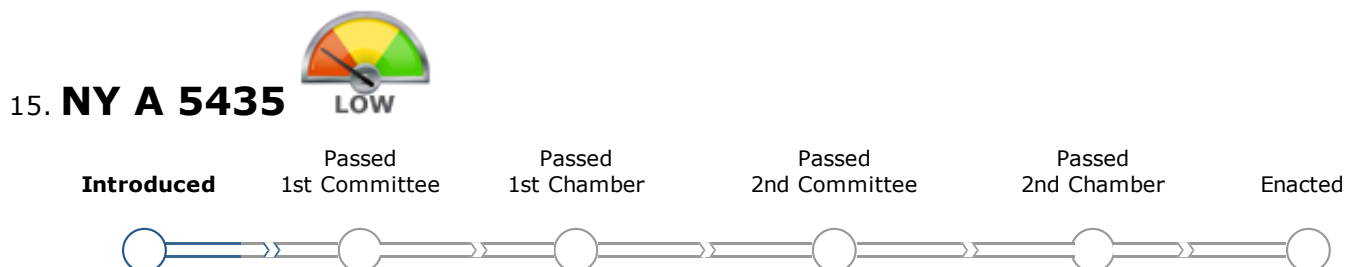 LOW
15. NY A 5435
Introduced
Passed
1st Committee
Passed
1st Chamber
Passed
2nd Committee
Passed
2nd Chamber
Enacted